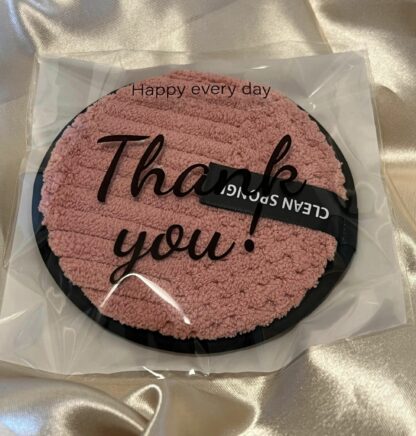 Happy every day
Thank
you!
CLEAN SPONGE